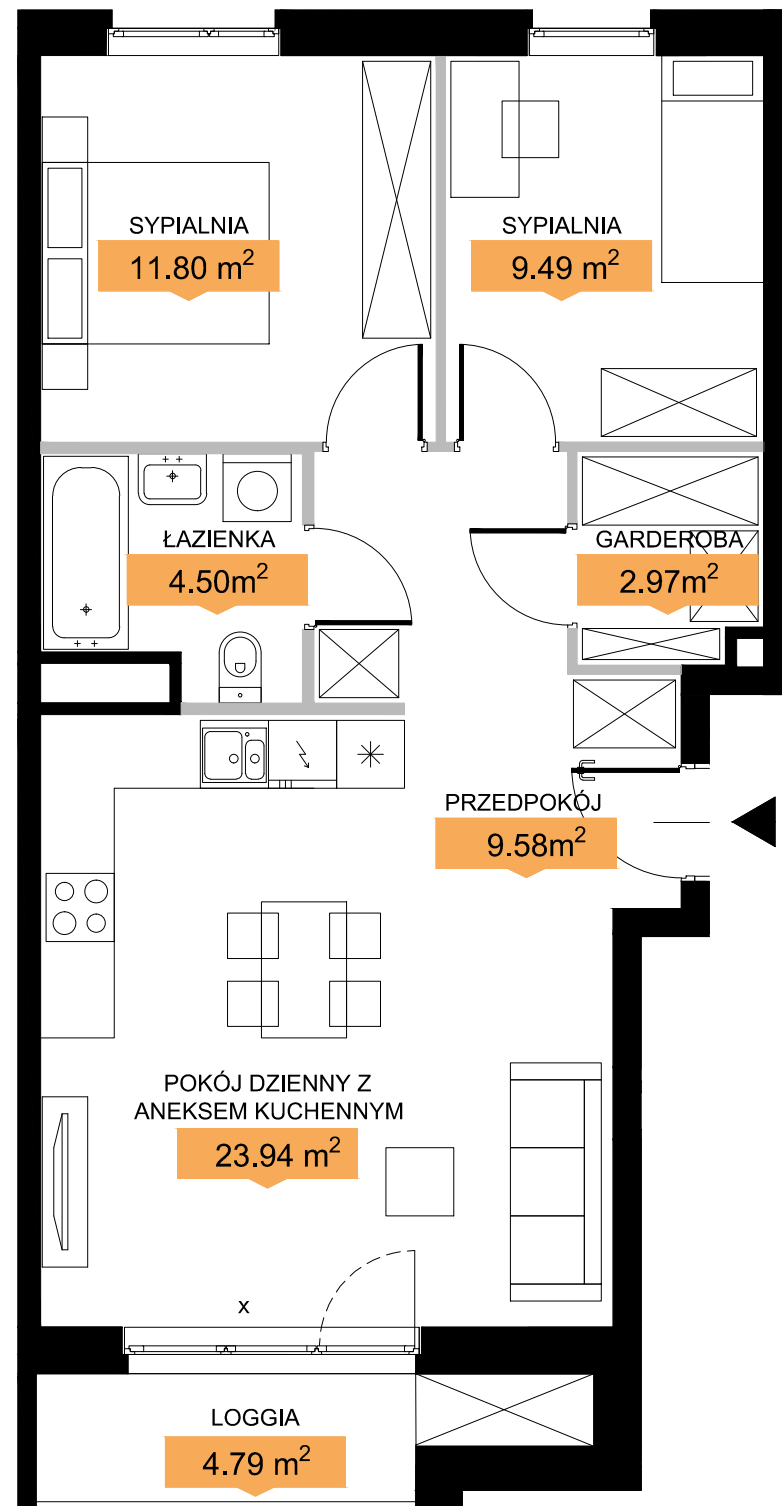 SYPIALNIA
11.80 m²
SYPIALNIA
9.49 m²
ŁAZIENKA
4.50m²
GARDEROBA
2.97m²
PRZEDPOKÓJ
9.58m²
POKÓJ DZIENNY Z
ANEKSEM KUCHENNYM
23.94 m²
x
LOGGIA
4.79 m²